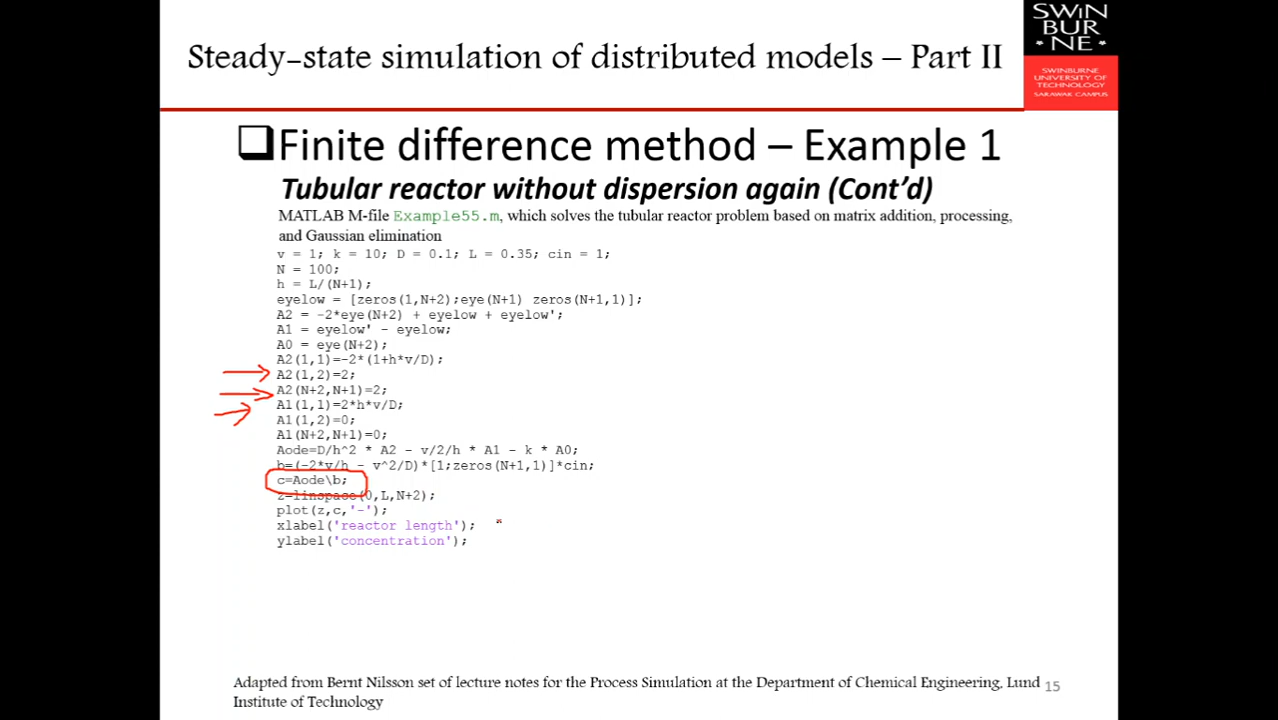 Steady-state simulation of distributed models – Part II
SWIN
BUR
NE
SWINBURNE
UNIVERSITY OF
TECHNOLOGY
SARAWAK CAMPUS
Finite difference method – Example 1
Tubular reactor without dispersion again (Cont'd)
MATLAB M-file Example55.m, which solves the tubular reactor problem based on matrix addition, processing,
and Gaussian elimination
v = 1; k = 10; D = 0.1; L = 0.35; cin = 1;
N = 100;
h = L/(N+1);
eyelow = [zeros(1,N+2);eye(N+1) zeros(N+1,1)];
A2 = -2*eye(N+2) + eyelow + eyelow';
A1 = eyelow' - eyelow;
A0 = eye(N+2);
A2(1,1)=-2*(1+h*v/D);
A2(1,2)=2;
A2(N+2,N+1)=2;
A1(1,1)=2*h*v/D;
A1(1,2)=0;
A1(N+2,N+1)=0;
Aode=D/h^2 * A2 - v/2/h * A1 - k * A0;
b=(-2*v/h - v^2/D)*[1;zeros(N+1,1)]*cin;
c=Aode\b;
z=linspace(0,L,N+2);
plot(z,c,'-');
xlabel('reactor length');
ylabel('concentration');
Adapted from Bernt Nilsson set of lecture notes for the Process Simulation at the Department of Chemical Engineering, Lund
Institute of Technology
15